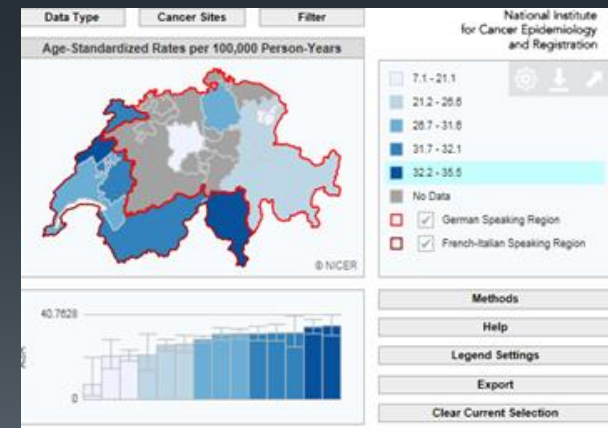 Data Type
Cancer Sites
Filter
National Institute
for Cancer Epidemiology
and Registration
Age-Standardized Rates per 100,000 Person-Years
7.1 - 21.1
21.2 - 26.6
26.7 - 31.6
31.7 - 32.1
32.2 - 35.5
No Data
German Speaking Region
French-Italian Speaking Region
© NICER
40.7628
0
Methods
Help
Legend Settings
Export
Clear Current Selection